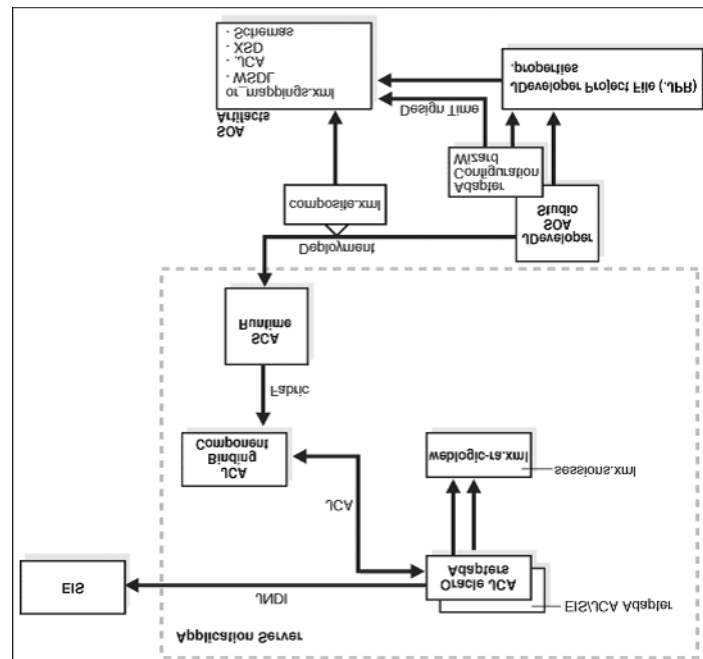 Application Server
EIS/JCA Adapter
JNDI
EIS
Oracle JCA
Adapters
JCA
sessions.xml
weblogic-ra.xml
JCA
Binding
Component
Fabric
SCA
Runtime
Deployment
JDeveloper
SOA
Studio
composite.xml
Adapter
Configuration
Wizard
SOA
Artifacts
Design Time
or_mappings.xml
- WSDL
- .JCA
- XSD
- Schemas
JDeveloper Project File (.JPR)
.properties